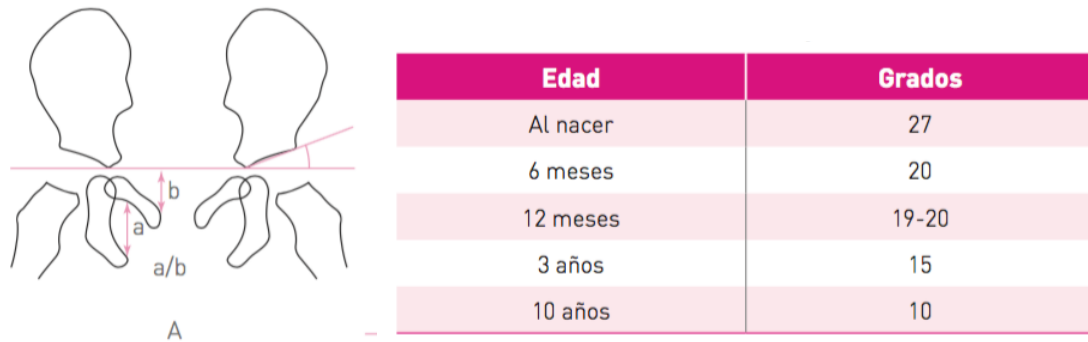 b
a
a/b
A
Edad Grados
Al nacer 27
6 meses 20
12 meses 19-20
3 años 15
10 años 10